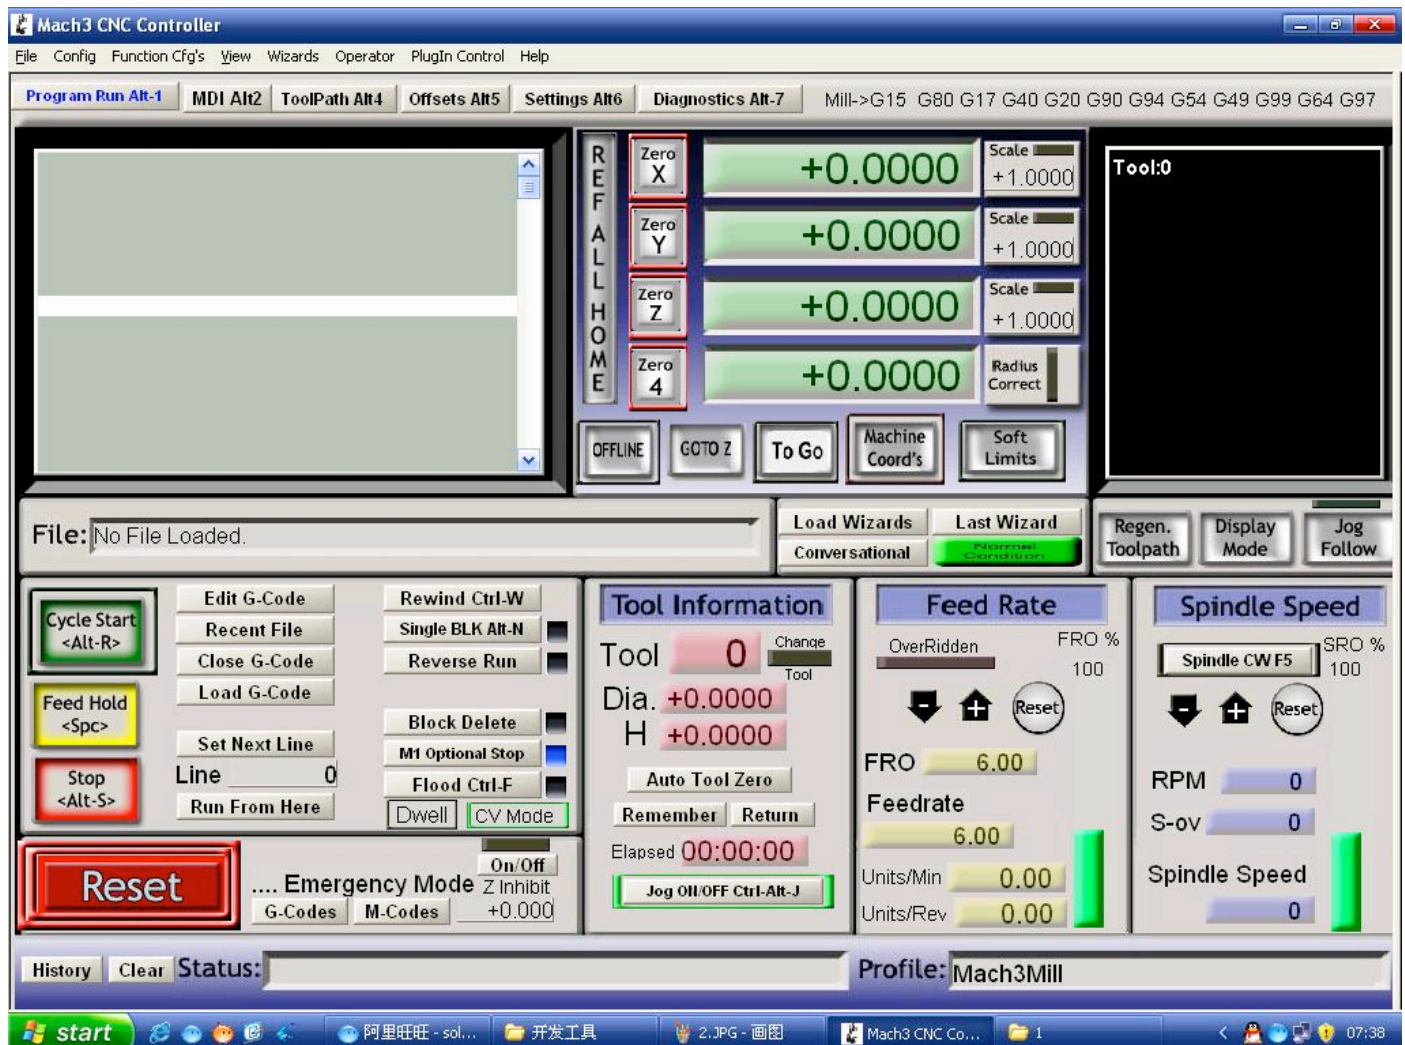 Mach3 CNC Controller
File Config Function Cfg's View Wizards Operator PlugIn Control Help
Program Run Alt-1 MDI Alt2 ToolPath Alt4 Offsets Alt5 Settings Alt6 Diagnostics Alt-7 Mill->G15 G80 G17 G40 G20 G90 G94 G54 G49 G99 G64 G97
REF ALL HOME
Zero X +0.0000 Scale +1.0000
Zero Y +0.0000 Scale +1.0000
Zero Z +0.0000 Scale +1.0000
Zero 4 +0.0000 Radius Correct
OFFLINE GOTO Z To Go Machine Coord's Soft Limits
Tool:0
File: No File Loaded.
Load Wizards Last Wizard
Conversational Normal Condition
Regen. Toolpath Display Mode Jog Follow
Cycle Start <Alt-R>
Feed Hold <Spc>
Stop <Alt-S>
Edit G-Code
Recent File
Close G-Code
Load G-Code
Set Next Line
Line 0
Run From Here
Rewind Ctrl-W
Single BLK Alt-N
Reverse Run
Block Delete
M1 Optional Stop
Flood Ctrl-F
Dwell CV Mode
Reset
.... Emergency Mode
G-Codes M-Codes
On/Off
Z Inhibit
+0.000
Tool Information
Tool 0 Change Tool
Dia. +0.0000
H +0.0000
Auto Tool Zero
Remember Return
Elapsed 00:00:00
Jog ON/OFF Ctrl-Alt-J
Feed Rate
OverRidden FRO %
100
- + Reset
FRO 6.00
Feedrate
6.00
Units/Min 0.00
Units/Rev 0.00
Spindle Speed
Spindle CW F5 SRO %
100
- + Reset
RPM 0
S-ov 0
Spindle Speed
0
History Clear Status: Profile: Mach3Mill
start 阿里旺旺 - sol... 开发工具 2.JPG - 画图 Mach3 CNC Co... 1 07:38